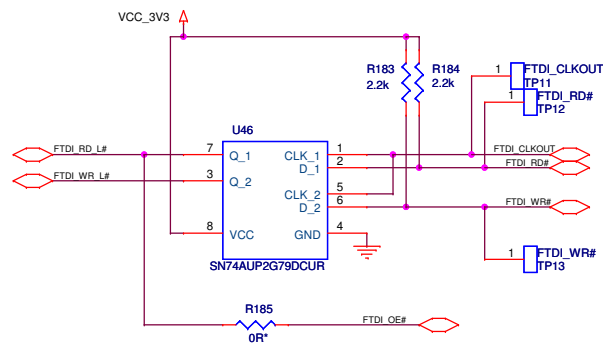 VCC_3V3
R183
2.2k
R184
2.2k
1
FTDI_CLKOUT
TP11
1
FTDI_RD#
TP12
U46
FTDI_RD_L#
7
Q_1
CLK_1
1
FTDI_CLKOUT
D_1
2
FTDI_RD#
FTDI_WR_L#
3
Q_2
CLK_2
5
D_2
6
FTDI_WR#
8
VCC
GND
4
SN74AUP2G79DCUR
1
FTDI_WR#
TP13
R185
0R*
FTDI_OE#